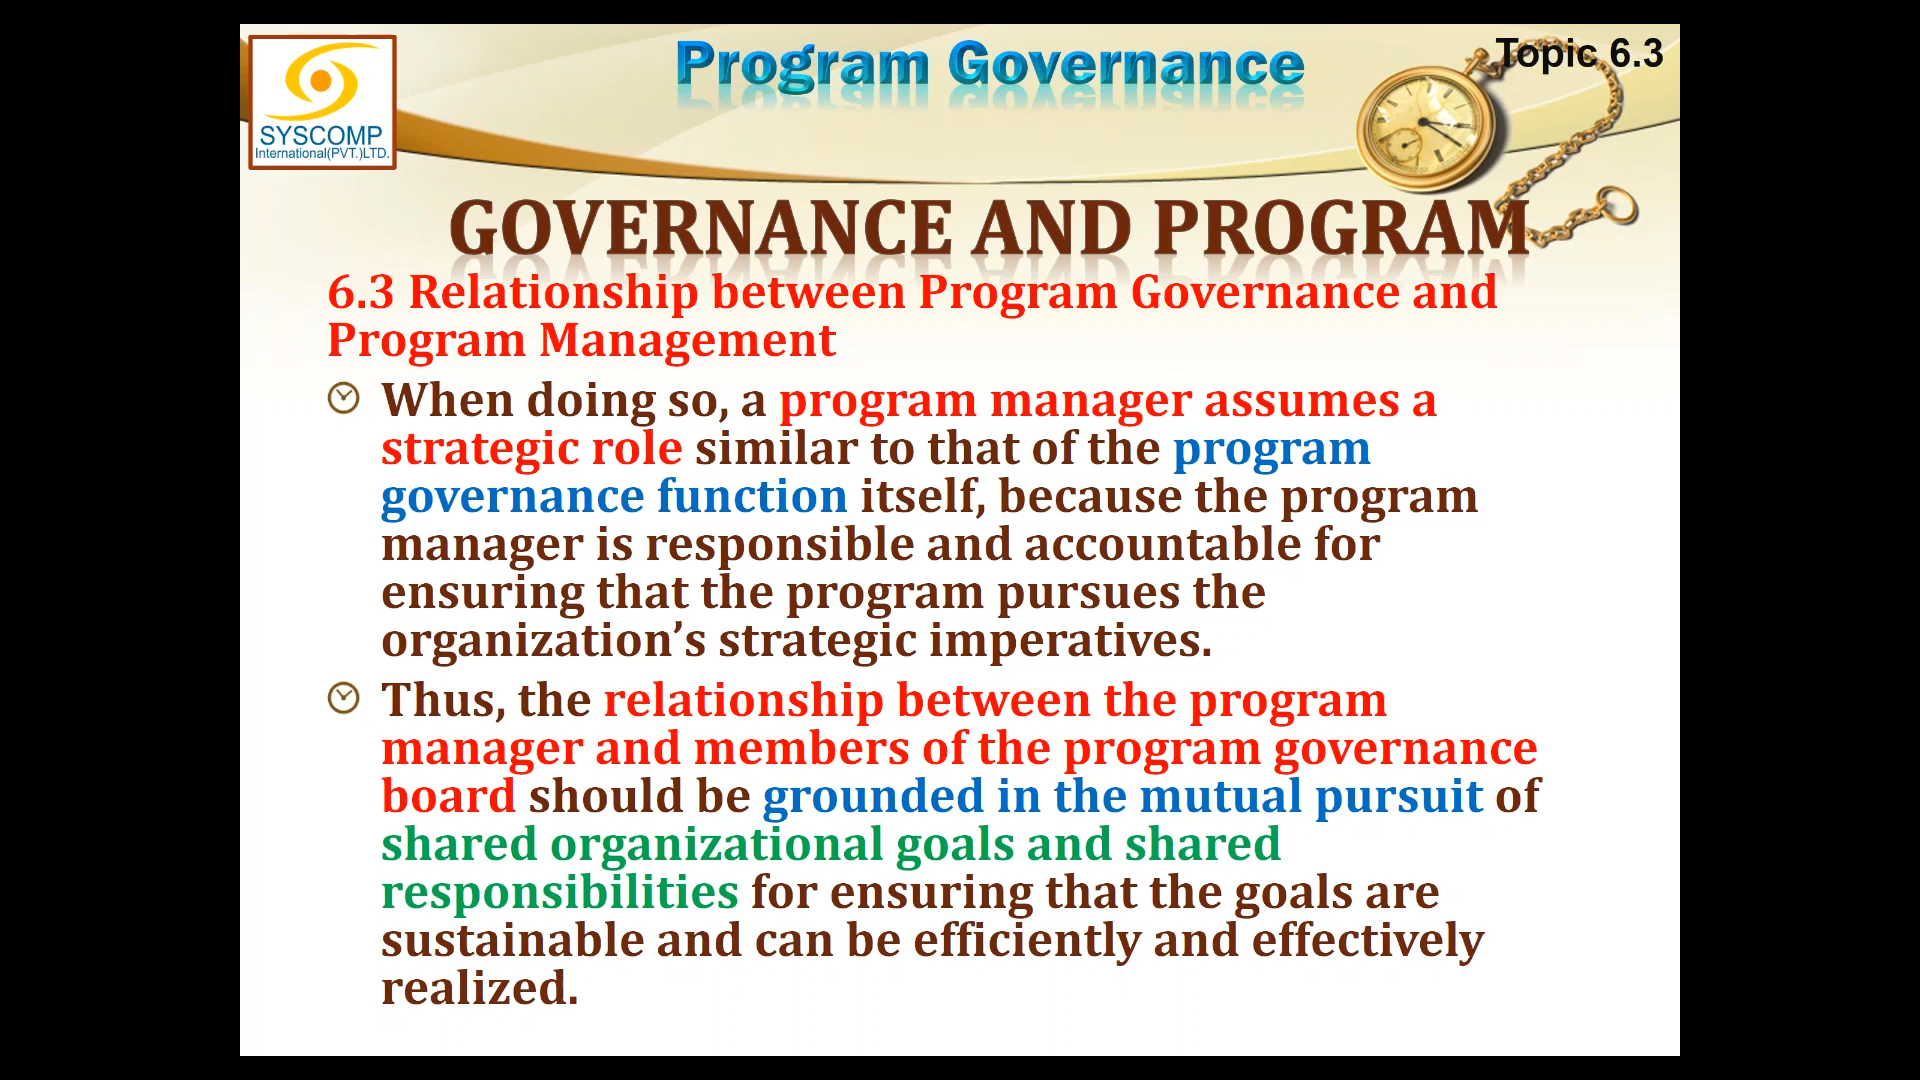 Program Governance
Topic 6.3
SYSCOMP
International(PVT.)LTD.
GOVERNANCE AND PROGRAM
6.3 Relationship between Program Governance and
Program Management
When doing so, a program manager assumes a
strategic role similar to that of the program
governance function itself, because the program
manager is responsible and accountable for
ensuring that the program pursues the
organization’s strategic imperatives.
Thus, the relationship between the program
manager and members of the program governance
board should be grounded in the mutual pursuit of
shared organizational goals and shared
responsibilities for ensuring that the goals are
sustainable and can be efficiently and effectively
realized.